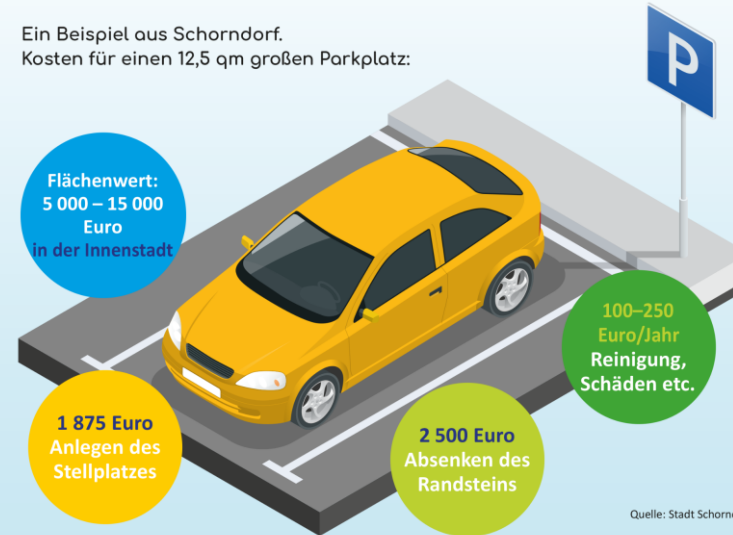 Ein Beispiel aus Schorndorf.
Kosten für einen 12,5 qm großen Parkplatz:
P
Flächenwert:
5 000 – 15 000
Euro
in der Innenstadt
100–250
Euro/Jahr
Reinigung,
Schäden etc.
1 875 Euro
Anlegen des
Stellplatzes
2 500 Euro
Absenken des
Randsteins
Quelle: Stadt